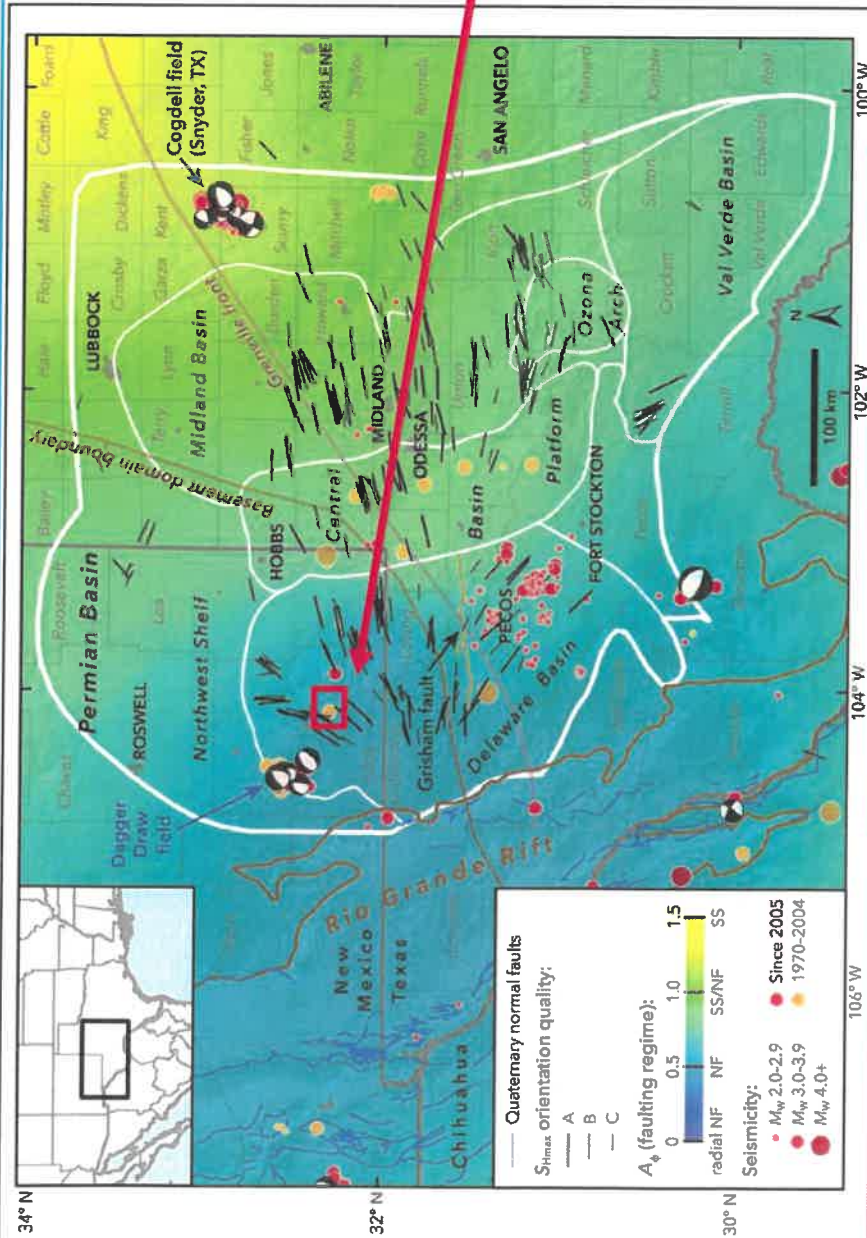 34° N
32° N
30° N
106° W
104° W
102° W
100° W
Permian Basin
ROSWELL
Northwest Shelf
Dagger
Draw
field
Roosevelt
Bailey
Lea
HOBBS
Basement domain boundary
LUBBOCK
Midland Basin
Grenville front
Hale
Floyd
Motley
Cottle
Foard
Crosby
Dickens
King
Terry
Lynn
Garza
Kent
Cogdell field
(Snyder, TX)
Fisher
Jones
ABILENE
Taylor
Nolan
Scurry
Mitchell
Borden
Howard
Coke
Runnels
MIDLAND
ODESSA
Central
Basin
Platform
SAN ANGELO
Tom Green
Irion
Upton
Ozona
Arch
Schleicher
Menard
Kimble
Sutton
Crockett
Edwards
Real
Val Verde
Val Verde Basin
Terrell
Pecos
PECOS
FORT STOCKTON
Grisham fault
Delaware Basin
Rio Grande Rift
New
Mexico
Texas
Chihuahua
N
100 km
Quaternary normal faults
SHmax orientation quality:
A
B
C
Aϕ (faulting regime):
0
0.5
1.0
1.5
radial NF
NF
SS/NF
SS
Seismicity:
Mw 2.0-2.9
Mw 3.0-3.9
Mw 4.0+
Since 2005
1970-2004